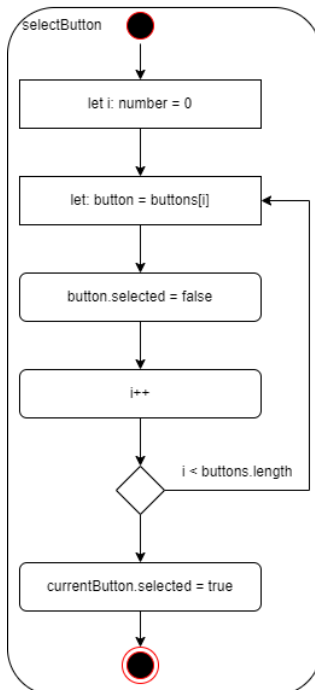 selectButton
let i: number = 0
let: button = buttons[i]
button.selected = false
i++
i < buttons.length
currentButton.selected = true